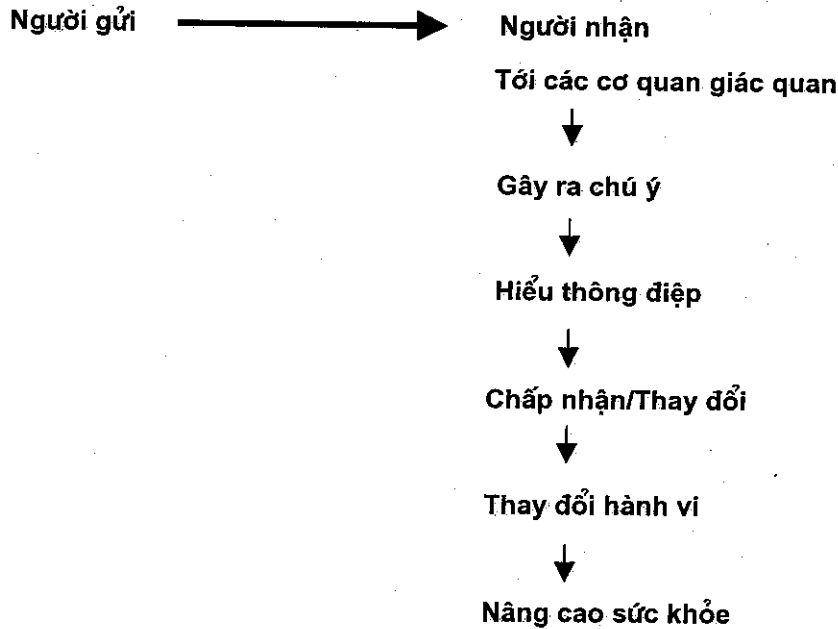 Người gửi
Người nhận
Tới các cơ quan giác quan
Gây ra chú ý
Hiểu thông điệp
Chấp nhận/Thay đổi
Thay đổi hành vi
Nâng cao sức khỏe